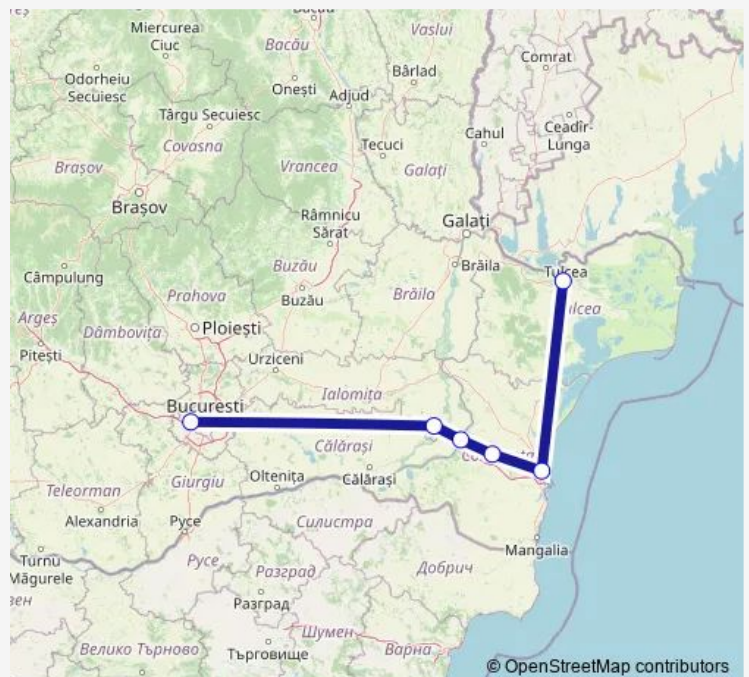 Bacău
Vaslui
Miercurea
Ciuc
Bacău
Comrat
Odorheiu
Secuiesc
Onești
Bârlad
Adjud
Târgu Secuiesc
Covasna
Tecuci
Cahul
Ceadîr-
Lunga
Brașov
Vrancea
Galați
Brașov
Râmnicu
Sărat
Galați
Câmpulung
Buzău
Brăila
Tulcea
Prahova
Buzău
Brăila
ulcea
Argeș
Dâmbovița
Ploiești
Pitești
Urziceni
Ialomița
București
Călărași
Teleorman
Giurgiu
Oltenița
Călărași
Alexandria
Русе
Силистра
Mangalia
Turnu
Măgurele
Русе
Разград
Добрич
Разград
Шумен
Велико Търново
Търговище
Варна
© OpenStreetMap contributors